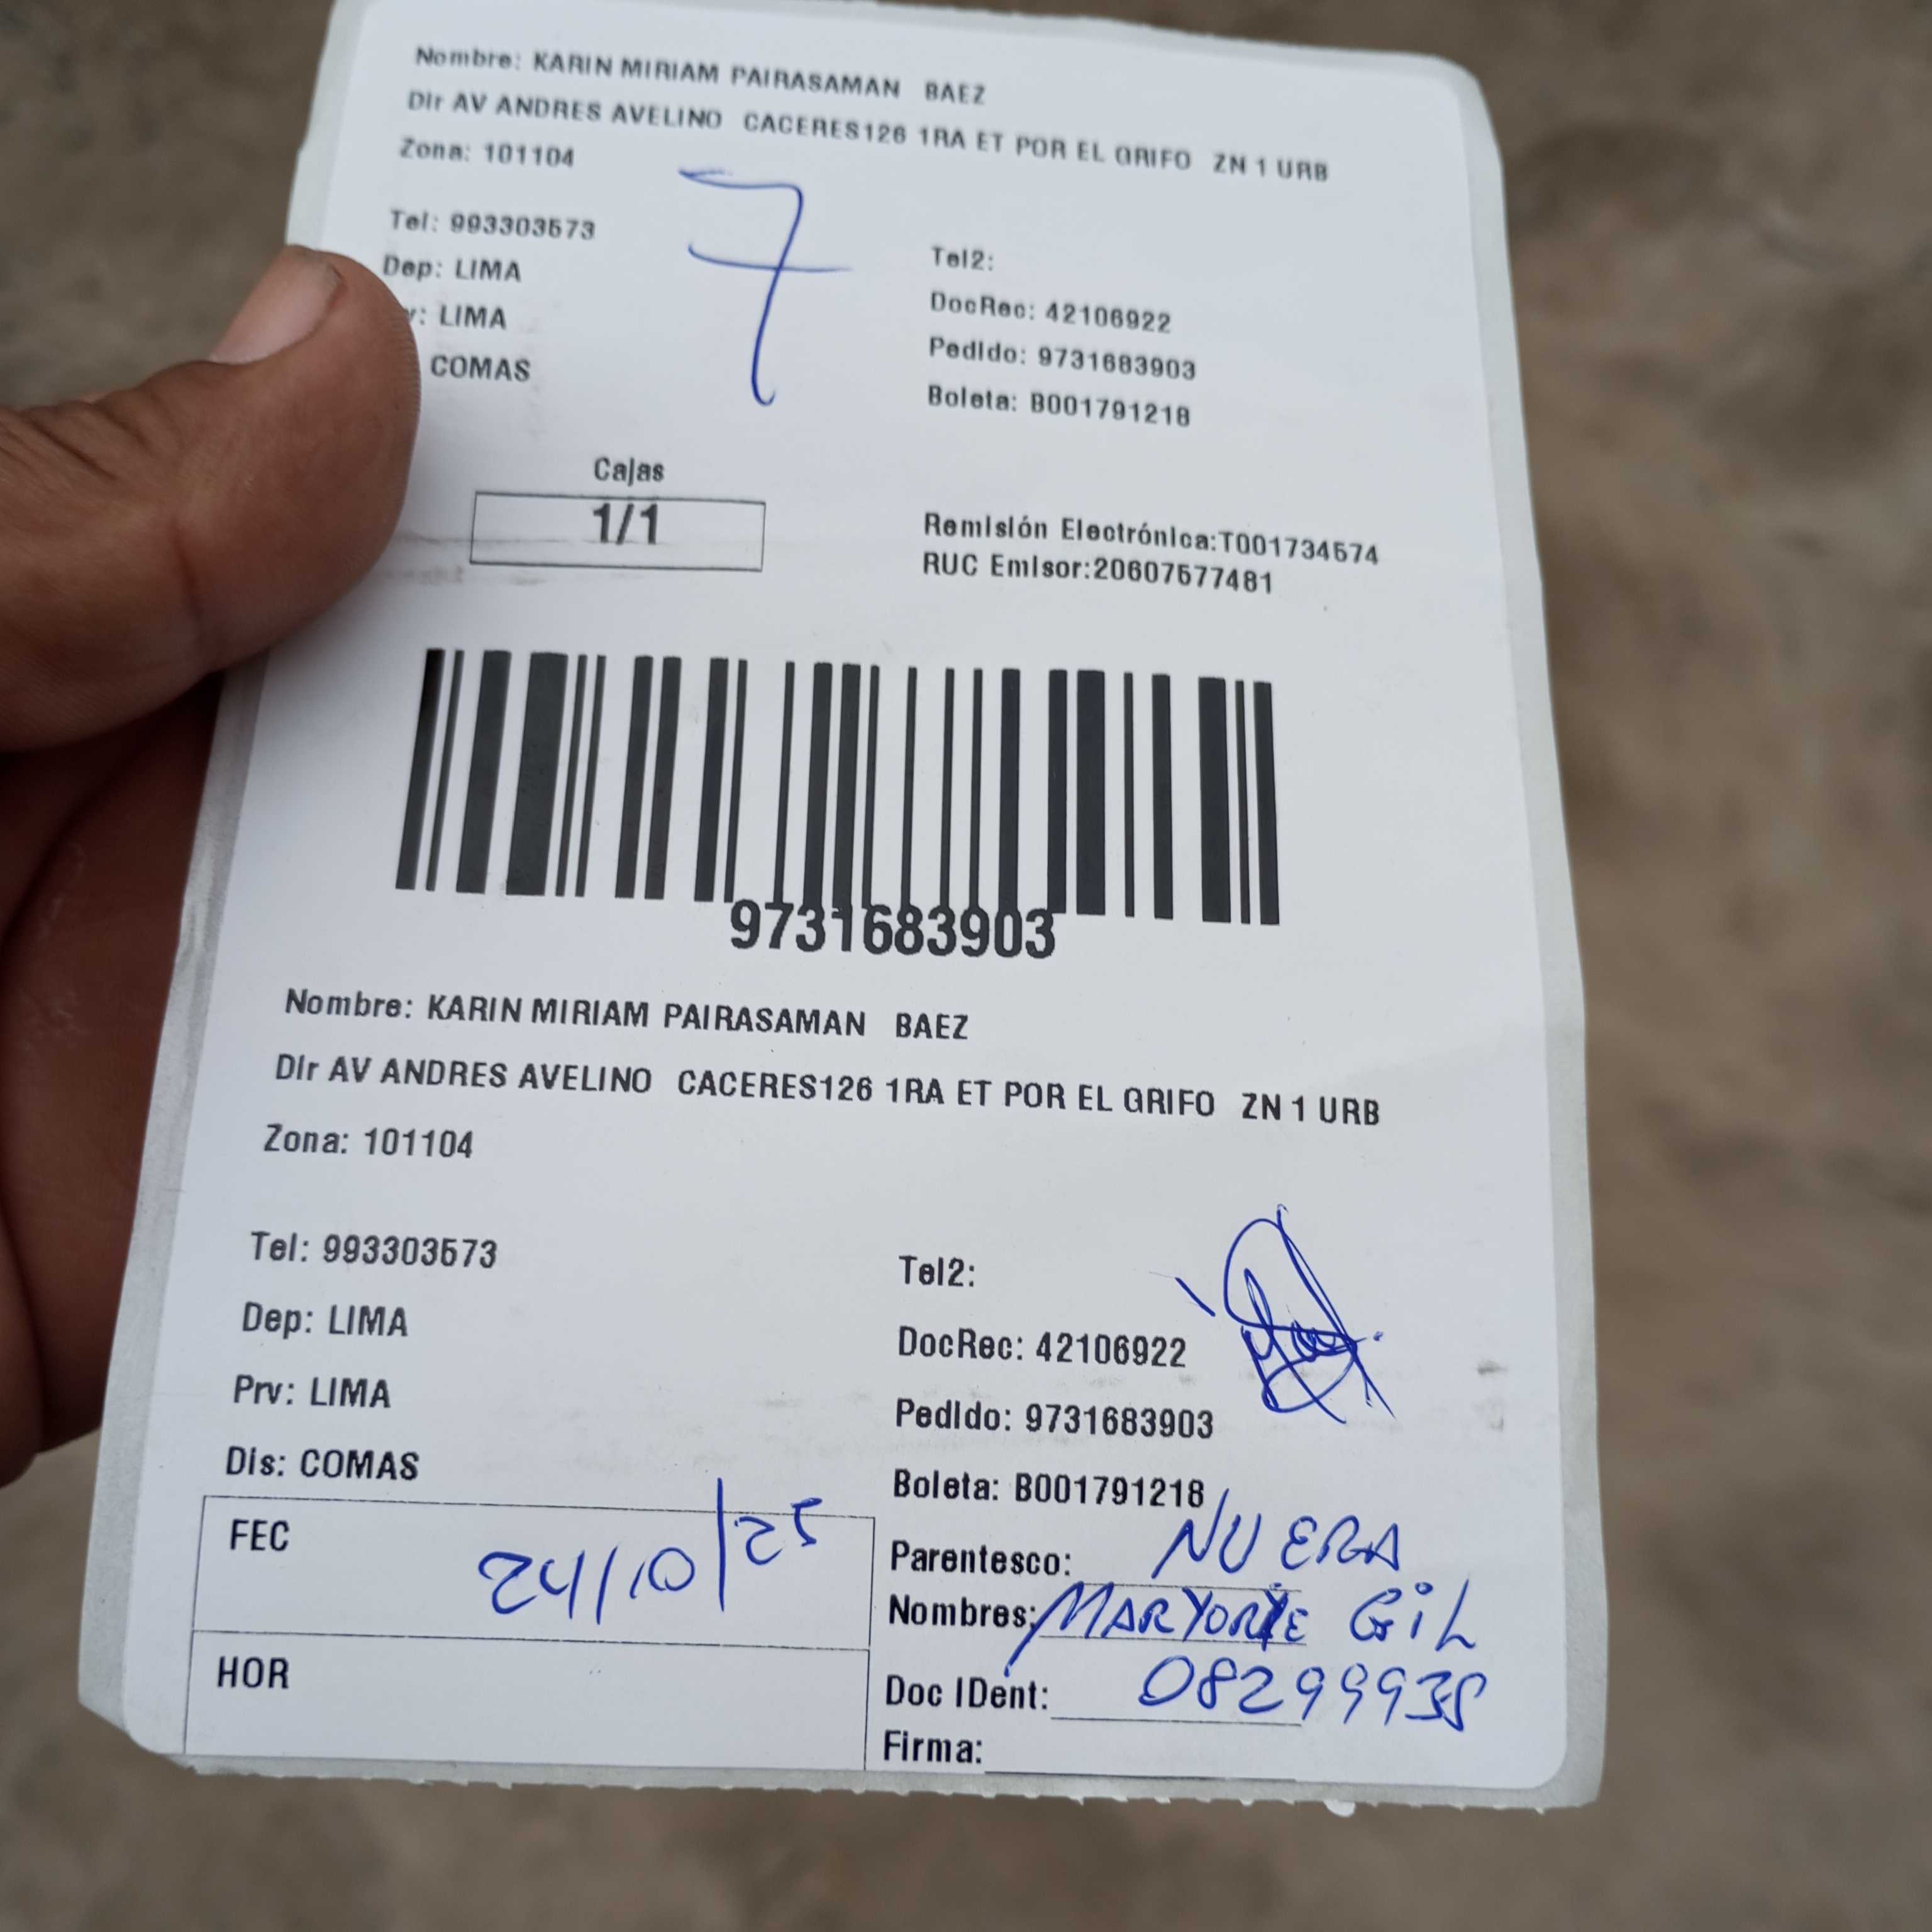 Nombre: KARIN MIRIAM PAIRASAMAN BAEZ
Dir AV ANDRES AVELINO CACERES126 1RA ET POR EL GRIFO ZN 1 URB
Zona: 101104
7
Tel: 993303573
Tel2:
Dep: LIMA
DocRec: 42106922
v: LIMA
Pedido: 9731683903
COMAS
Boleta: B001791218
Cajas
1/1
Remisión Electrónica:T001734574
RUC Emisor:20607577481
9731683903
Nombre: KARIN MIRIAM PAIRASAMAN BAEZ
Dir AV ANDRES AVELINO CACERES126 1RA ET POR EL GRIFO ZN 1 URB
Zona: 101104
Tel: 993303573
Tel2:
Dep: LIMA
DocRec: 42106922
Prv: LIMA
Pedido: 9731683903
Dis: COMAS
Boleta: B001791218
FEC 24/10/25
Parentesco: NUERA
Nombres: MARYORIE GiL
HOR
Doc IDent:
Firma: